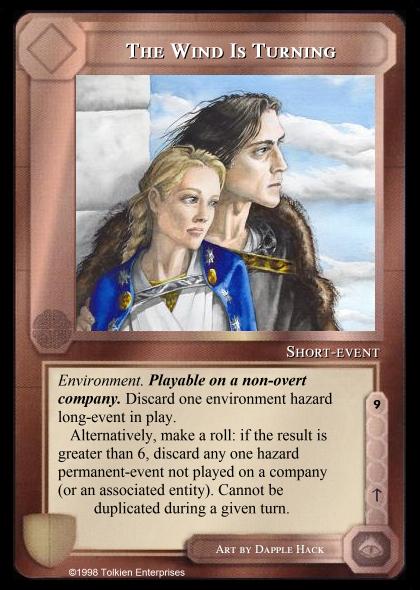 THE WIND IS TURNING
SHORT-EVENT
Environment. Playable on a non-overt
company. Discard one environment hazard
long-event in play.
Alternatively, make a roll: if the result is
greater than 6, discard any one hazard
permanent-event not played on a company
(or an associated entity). Cannot be
duplicated during a given turn.
9
ART BY DAPPLE HACK
©1998 Tolkien Enterprises